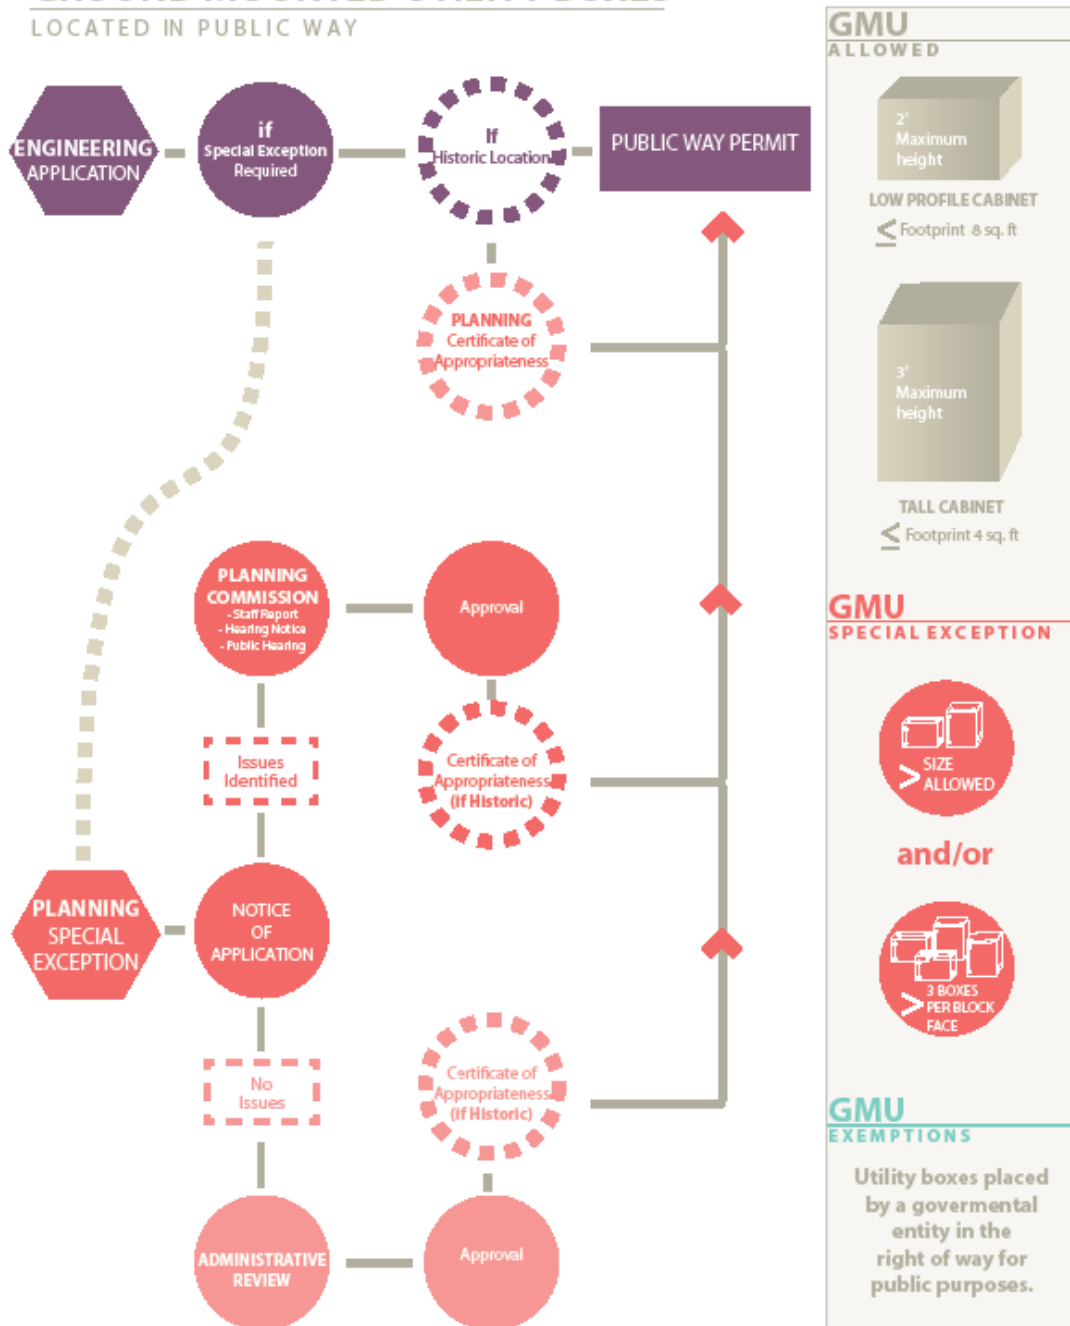 LOCATED IN PUBLIC WAY
ENGINEERING
APPLICATION
if
Special Exception
Required
If
Historic Location
PUBLIC WAY PERMIT
PLANNING
Certificate of
Appropriateness
PLANNING
COMMISSION
- Staff Report
- Hearing Notice
- Public Hearing
Approval
Issues
Identified
Certificate of
Appropriateness
(if Historic)
PLANNING
SPECIAL
EXCEPTION
NOTICE
OF
APPLICATION
No
Issues
Certificate of
Appropriateness
(if Historic)
ADMINISTRATIVE
REVIEW
Approval
GMU
ALLOWED
2'
Maximum
height
LOW PROFILE CABINET
≤ Footprint 8 sq. ft
3'
Maximum
height
TALL CABINET
≤ Footprint 4 sq. ft
GMU
SPECIAL EXCEPTION
> SIZE
ALLOWED
and/or
> 3 BOXES
PER BLOCK
FACE
GMU
EXEMPTIONS
Utility boxes placed
by a govermental
entity in the
right of way for
public purposes.